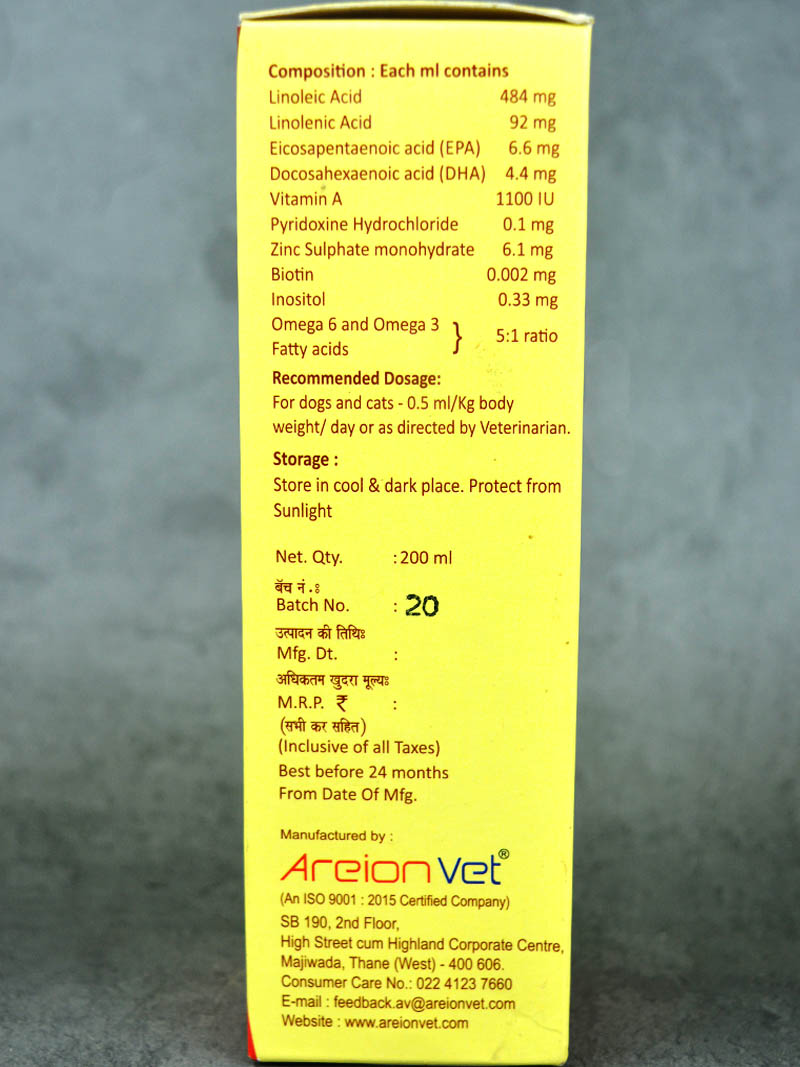 Composition : Each ml contains
Linoleic Acid 484 mg
Linolenic Acid 92 mg
Eicosapentaenoic acid (EPA) 6.6 mg
Docosahexaenoic acid (DHA) 4.4 mg
Vitamin A 1100 IU
Pyridoxine Hydrochloride 0.1 mg
Zinc Sulphate monohydrate 6.1 mg
Biotin 0.002 mg
Inositol 0.33 mg
Omega 6 and Omega 3
Fatty acids } 5:1 ratio
Recommended Dosage:
For dogs and cats - 0.5 ml/Kg body
weight/ day or as directed by Veterinarian.
Storage :
Store in cool & dark place. Protect from
Sunlight
Net. Qty. : 200 ml
बॅच नं .ः
Batch No. : 20
उत्पादन की तिथिः
Mfg. Dt. :
अधिकतम खुदरा मूल्यः
M.R.P. ₹ :
(सभी कर सहित)
(Inclusive of all Taxes)
Best before 24 months
From Date Of Mfg.
Manufactured by :
Areion Vet®
(An ISO 9001 : 2015 Certified Company)
SB 190, 2nd Floor,
High Street cum Highland Corporate Centre,
Majiwada, Thane (West) - 400 606.
Consumer Care No.: 022 4123 7660
E-mail : feedback.av@areionvet.com
Website : www.areionvet.com